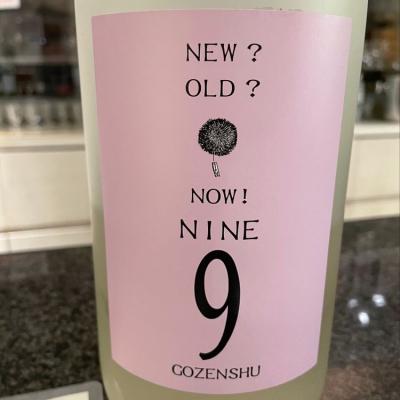 NEW ?
OLD ?
NOW!
NINE
9
GOZENSHU